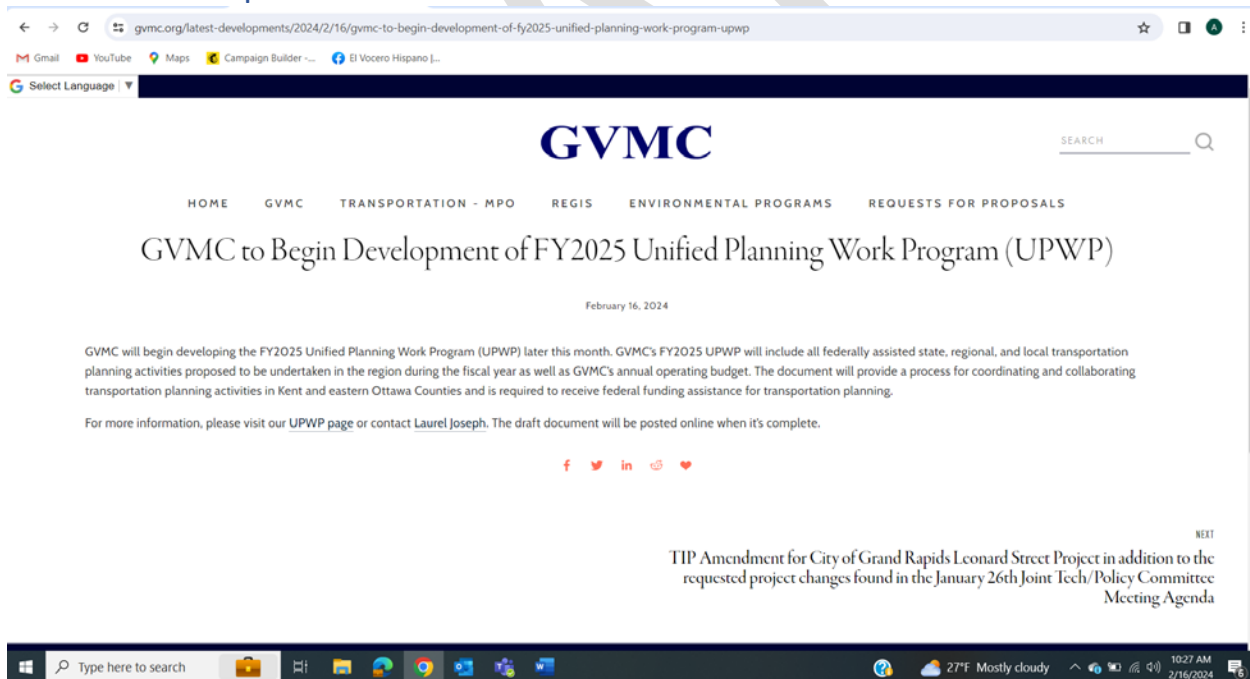 gvmc.org/latest-developments/2024/2/16/gvmc-to-begin-development-of-fy2025-unified-planning-work-program-upwp
A
Gmail YouTube Maps Campaign Builder -... El Vocero Hispano |...
Select Language ▼
GVMC
SEARCH
HOME GVMC TRANSPORTATION - MPO REGIS ENVIRONMENTAL PROGRAMS REQUESTS FOR PROPOSALS
GVMC to Begin Development of FY2025 Unified Planning Work Program (UPWP)
February 16, 2024
GVMC will begin developing the FY2025 Unified Planning Work Program (UPWP) later this month. GVMC's FY2025 UPWP will include all federally assisted state, regional, and local transportation
planning activities proposed to be undertaken in the region during the fiscal year as well as GVMC's annual operating budget. The document will provide a process for coordinating and collaborating
transportation planning activities in Kent and eastern Ottawa Counties and is required to receive federal funding assistance for transportation planning.
For more information, please visit our UPWP page or contact Laurel Joseph. The draft document will be posted online when it's complete.
NEXT
TIP Amendment for City of Grand Rapids Leonard Street Project in addition to the
requested project changes found in the January 26th Joint Tech/Policy Committee
Meeting Agenda
Type here to search
27°F Mostly cloudy
10:27 AM
2/16/2024